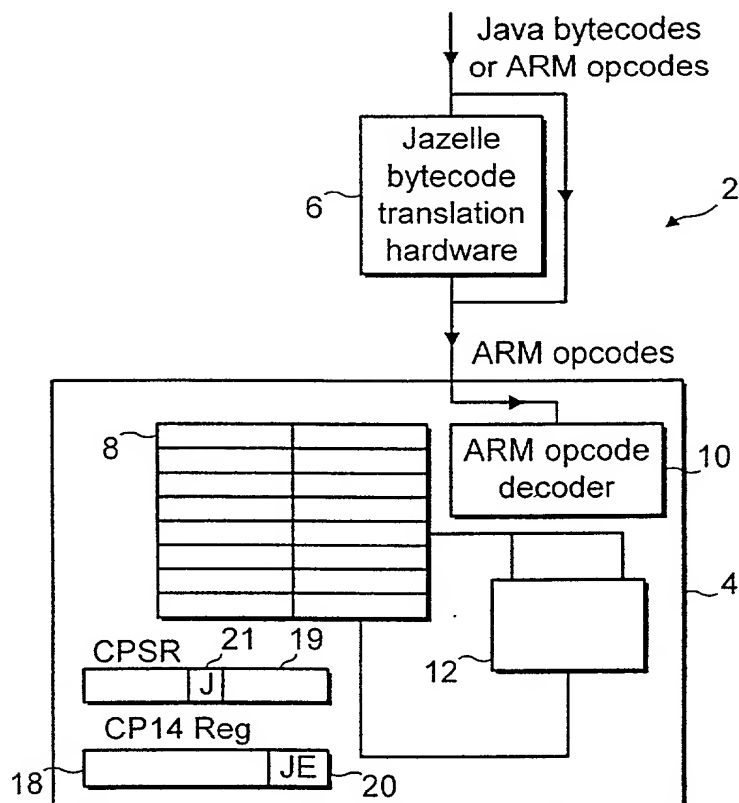 Java bytecodes
or ARM opcodes
Jazelle
bytecode
translation
hardware
6
2
ARM opcodes
8
ARM opcode
decoder
10
4
12
CPSR
21
19
J
CP14 Reg
18
JE
20